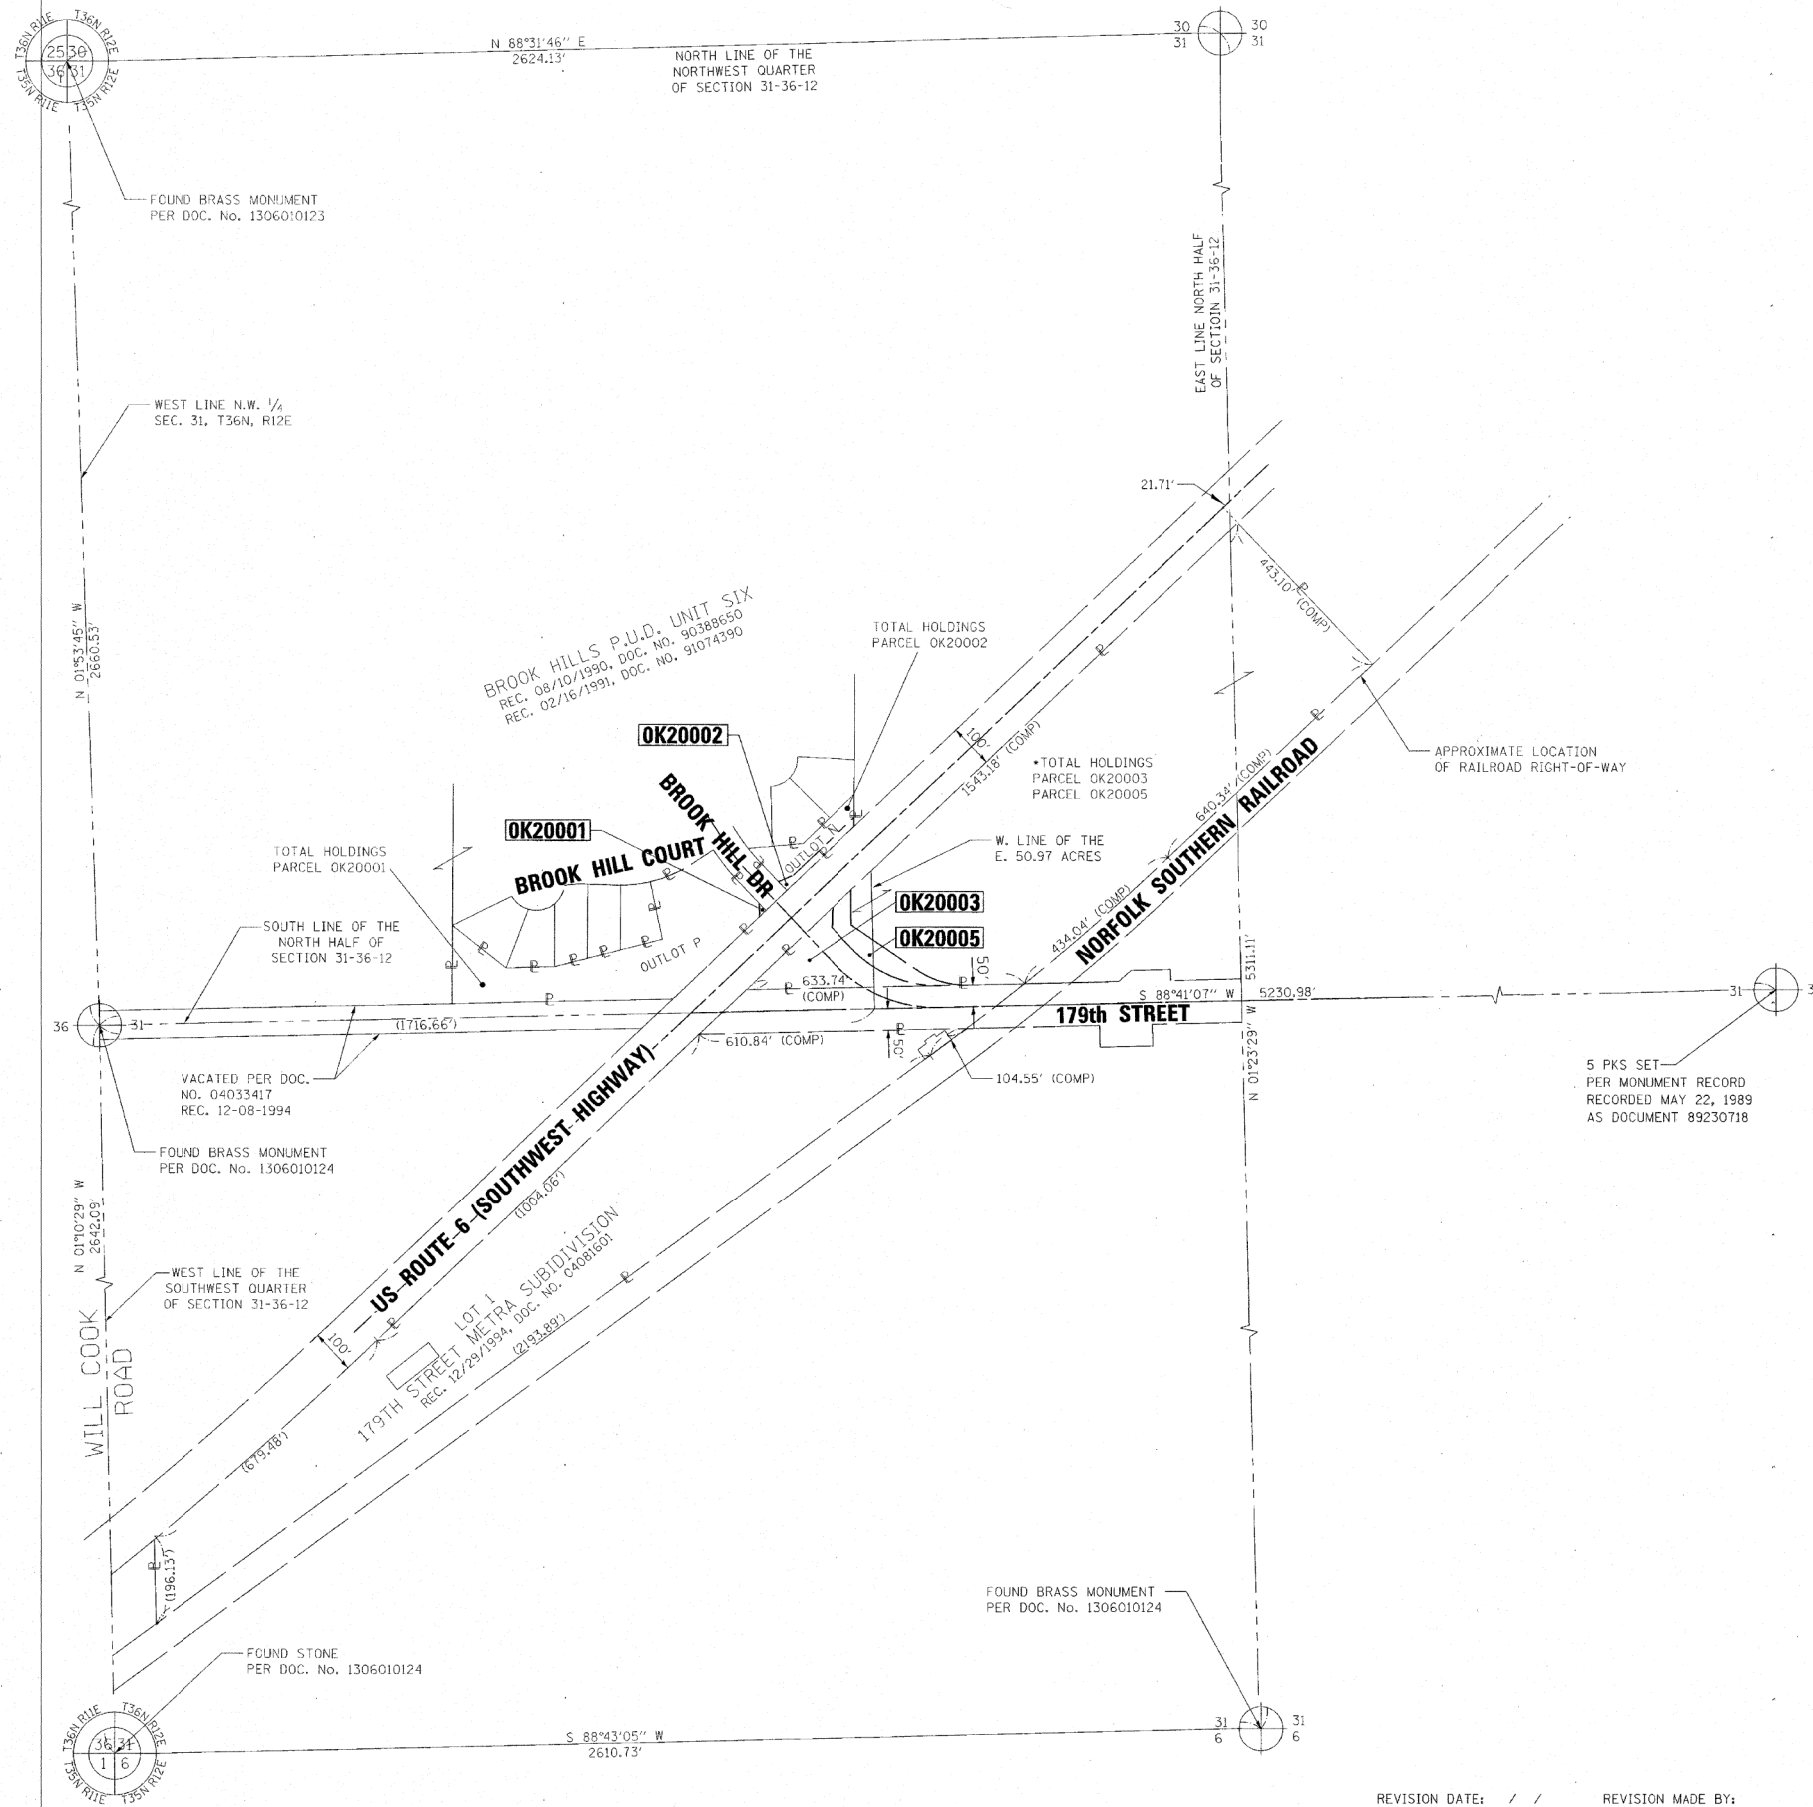 T36N R11E
T36N R12E
25 30
36 31
T35N R11E
T35N R12E
N 88°31'46" E
2624.13'
NORTH LINE OF THE
NORTHWEST QUARTER
OF SECTION 31-36-12
30 30
31 31
FOUND BRASS MONUMENT
PER DOC. No. 1306010123
EAST LINE NORTH HALF
OF SECTIOIN 31-36-12
WEST LINE N.W. 1/4
SEC. 31, T36N, R12E
21.71'
443.10' (COMP)
N 01°53'45" W
2660.53'
BROOK HILLS P.U.D. UNIT SIX
REC. 08/10/1990, DOC. NO. 90388650
REC. 02/16/1991, DOC. NO. 91074390
TOTAL HOLDINGS
PARCEL 0K20002
0K20002
100'
1543.18' (COMP)
*TOTAL HOLDINGS
PARCEL 0K20003
PARCEL 0K20005
APPROXIMATE LOCATION
OF RAILROAD RIGHT-OF-WAY
640.34' (COMP)
NORFOLK SOUTHERN RAILROAD
BROOK HILL DR
0K20001
BROOK HILL COURT
OUTLOT N
W. LINE OF THE
E. 50.97 ACRES
TOTAL HOLDINGS
PARCEL 0K20001
0K20003
434.04' (COMP)
0K20005
SOUTH LINE OF THE
NORTH HALF OF
SECTION 31-36-12
OUTLOT P
50'
633.74'
(COMP)
5311.11'
S 88°41'07" W
5230.98'
31
3
36
31
(1716.66')
179th STREET
610.84' (COMP)
50'
104.55' (COMP)
N 01°23'29" W
VACATED PER DOC.
NO. 04033417
REC. 12-08-1994
5 PKS SET
PER MONUMENT RECORD
RECORDED MAY 22, 1989
AS DOCUMENT 89230718
FOUND BRASS MONUMENT
PER DOC. No. 1306010124
N 01°10'29" W
2642.09'
US ROUTE 6 (SOUTHWEST HIGHWAY)
(1004.06')
WEST LINE OF THE
SOUTHWEST QUARTER
OF SECTION 31-36-12
LOT 1
179TH STREET METRA SUBIDIVISION
REC. 12/29/1994, DOC. NO. 04081601
(2193.89')
100'
WILL COOK
ROAD
(679.48')
(196.13')
FOUND BRASS MONUMENT
PER DOC. No. 1306010124
FOUND STONE
PER DOC. No. 1306010124
T36N R11E
T36N R12E
36 31
1 6
T35N R11E
T35N R12E
S 88°43'05" W
2610.73'
31 31
6 6
REVISION DATE: / /
REVISION MADE BY: